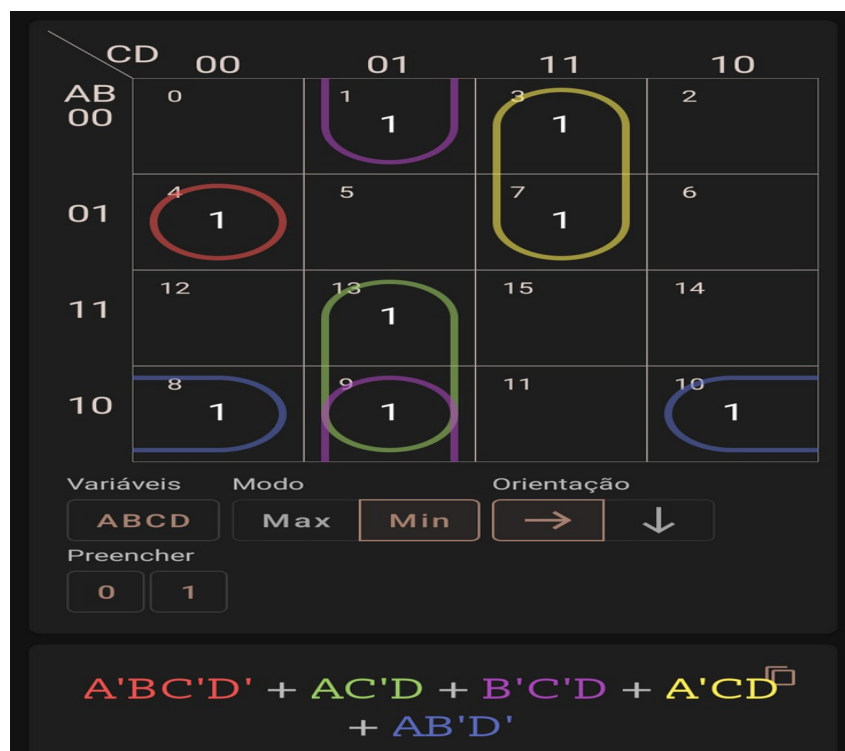 CD 00 01 11 10
AB
00 0 1 1 3 1 2
01 4 1 5 7 1 6
11 12 13 1 15 14
10 8 1 9 1 11 10 1
Variáveis Modo Orientação
ABCD Max Min → ↓
Preencher
0 1
A'BC'D' + AC'D + B'C'D + A'CD
+ AB'D'